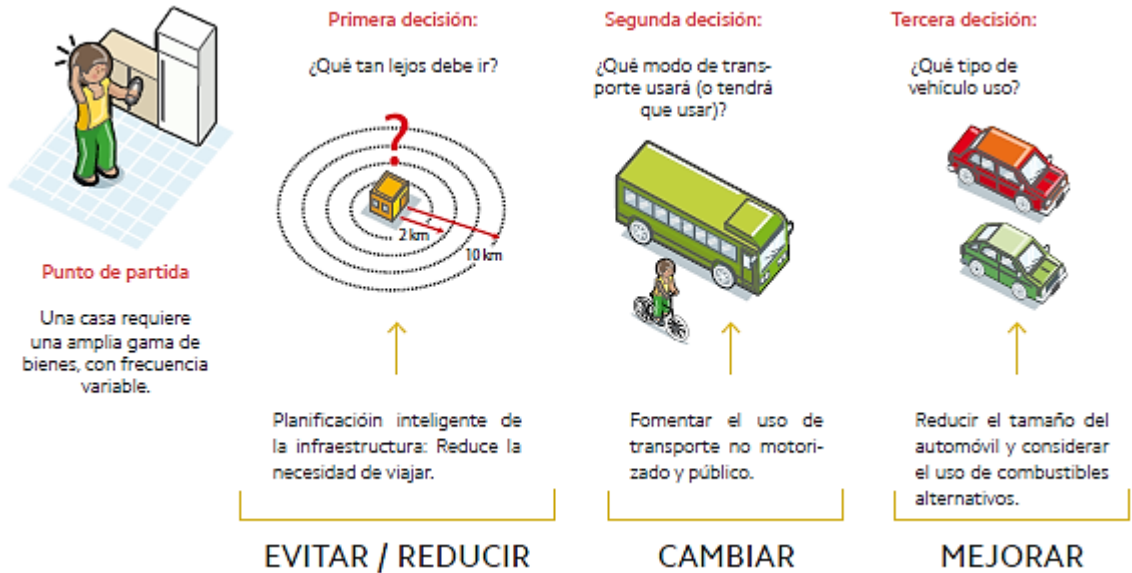 Punto de partida
Una casa requiere
una amplia gama de
bienes, con frecuencia
variable.
Primera decisión:
¿Qué tan lejos debe ir?
?
2 km
10 km
Planificacióin inteligente de
la infraestructura: Reduce la
necesidad de viajar.
EVITAR / REDUCIR
Segunda decisión:
¿Qué modo de trans-
porte usará (o tendrá
que usar)?
Fomentar el uso de
transporte no motori-
zado y público.
CAMBIAR
Tercera decisión:
¿Qué tipo de
vehículo uso?
Reducir el tamaño del
automóvil y considerar
el uso de combustibles
alternativos.
MEJORAR